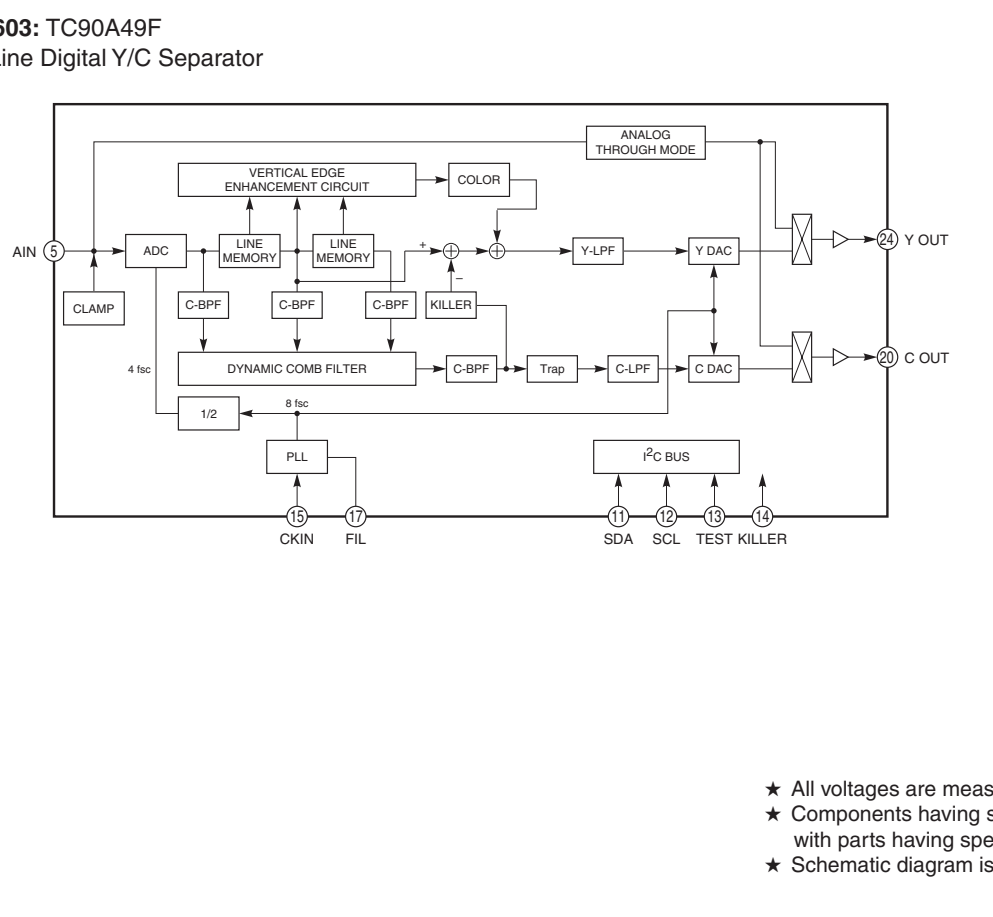 603: TC90A49F
ine Digital Y/C Separator
ANALOG
THROUGH MODE
VERTICAL EDGE
ENHANCEMENT CIRCUIT
COLOR
AIN
5
ADC
LINE
MEMORY
LINE
MEMORY
+
Y-LPF
Y DAC
24
Y OUT
CLAMP
C-BPF
C-BPF
C-BPF
KILLER
–
4 fsc
DYNAMIC COMB FILTER
C-BPF
Trap
C-LPF
C DAC
20
C OUT
1/2
8 fsc
PLL
I2C BUS
15
17
11
12
13
14
CKIN
FIL
SDA
SCL
TEST
KILLER
★ All voltages are meas
★ Components having s
with parts having spe
★ Schematic diagram is